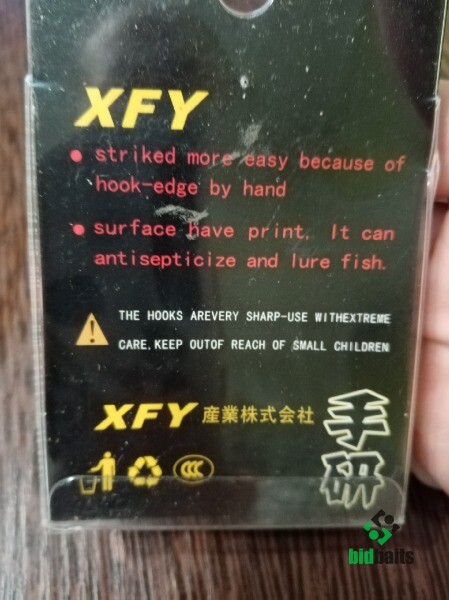 XFY
striked more easy because of
hook-edge by hand
surface have print. It can
antisepticize and lure fish.
THE HOOKS AREVERY SHARP-USE WITHEXTREME
CARE.KEEP OUTOF REACH OF SMALL CHILDREN
XFY 産業株式会社
手研
CCC
bidbaits